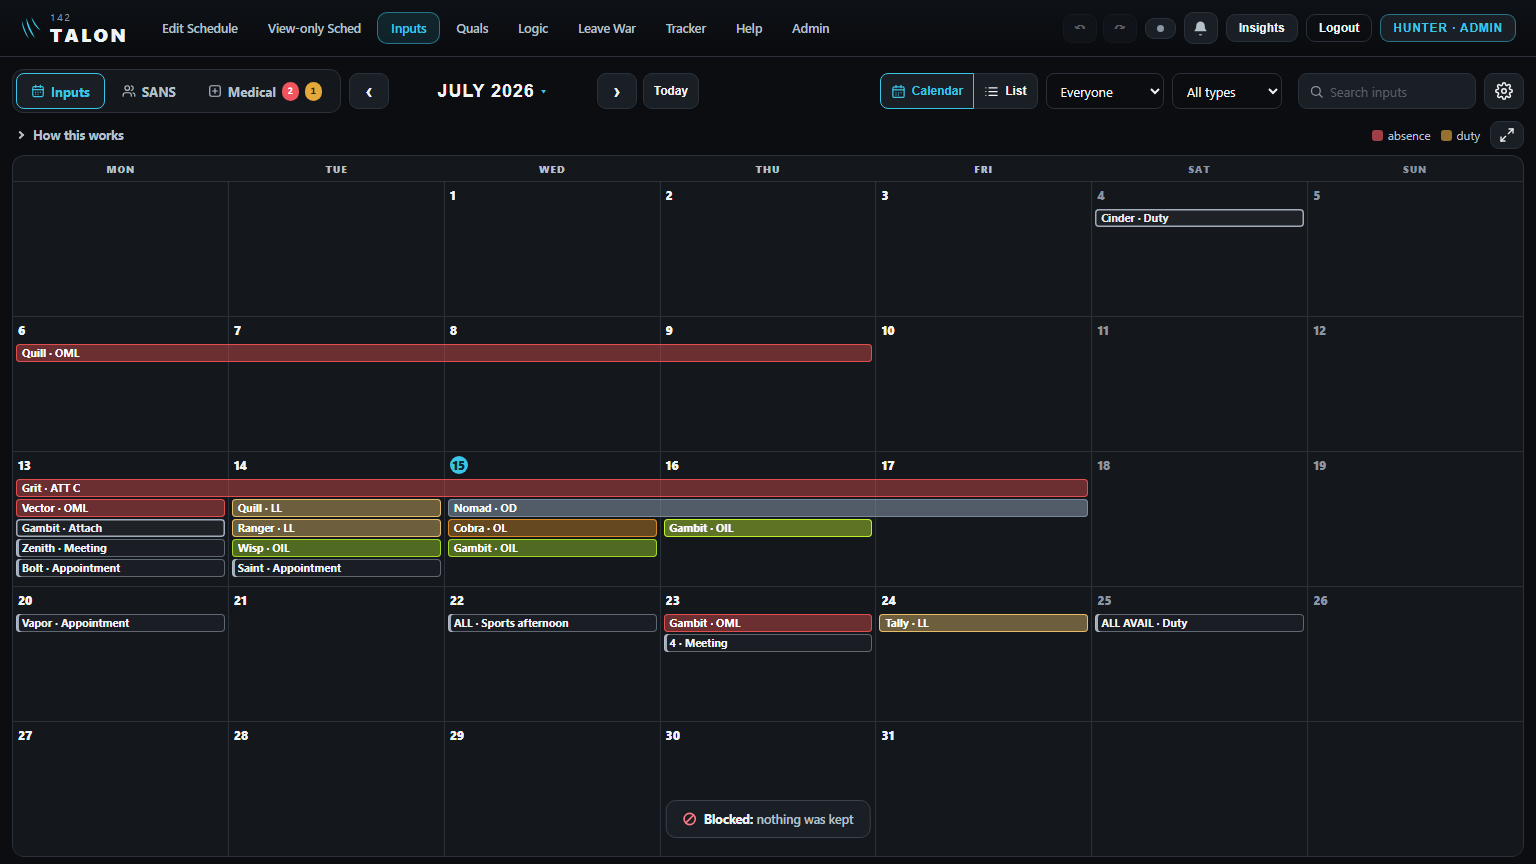 142
TALON
Edit Schedule
View-only Sched
Inputs
Quals
Logic
Leave War
Tracker
Help
Admin
Insights
Logout
HUNTER · ADMIN
Inputs
SANS
Medical 2 1
‹
JULY 2026
›
Today
Calendar
List
Everyone
All types
Search inputs
How this works
absence
duty
MON TUE WED THU FRI SAT SUN
1 2 3 4 5
Cinder · Duty
6 7 8 9 10 11 12
Quill · OML
13 14 15 16 17 18 19
Grit · ATT C
Vector · OML
Quill · LL
Nomad · OD
Gambit · Attach
Ranger · LL
Cobra · OL
Gambit · OIL
Zenith · Meeting
Wisp · OIL
Gambit · OIL
Bolt · Appointment
Saint · Appointment
20 21 22 23 24 25 26
Vapor · Appointment
ALL · Sports afternoon
Gambit · OML
Tally · LL
ALL AVAIL · Duty
4 · Meeting
27 28 29 30 31
Blocked: nothing was kept